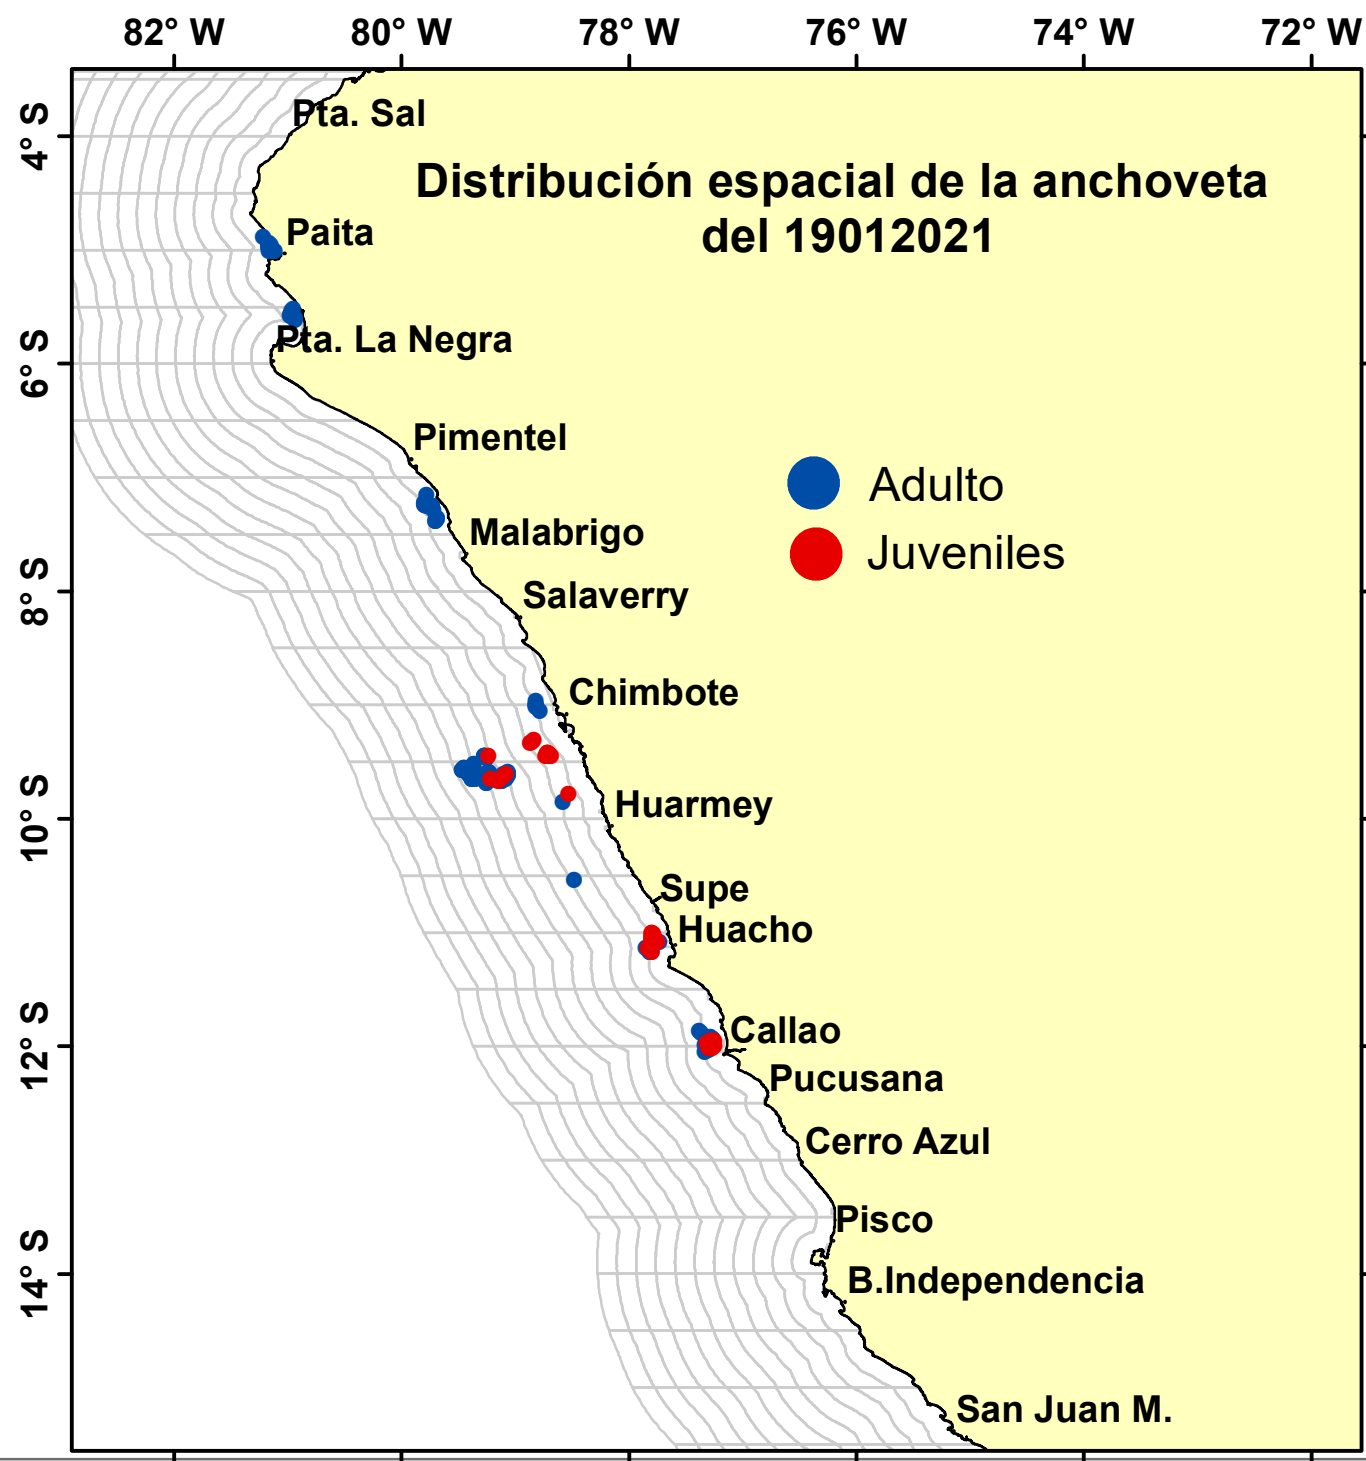 82° W 80° W 78° W 76° W 74° W 72° W
4° S
6° S
8° S
10° S
12° S
14° S
Distribución espacial de la anchoveta
del 19012021
Pta. Sal
Paita
Pta. La Negra
Pimentel
Adulto
Juveniles
Malabrigo
Salaverry
Chimbote
Huarmey
Supe
Huacho
Callao
Pucusana
Cerro Azul
Pisco
B.Independencia
San Juan M.